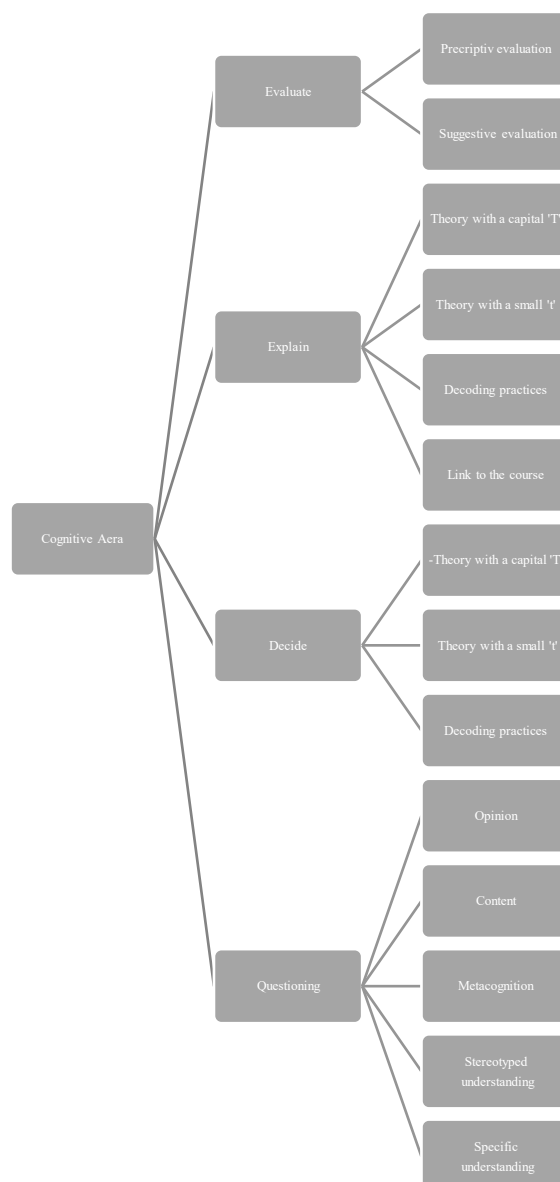 Precriptiv evaluation
Evaluate
Suggestive evaluation
Theory with a capital 'T'
Theory with a small 't'
Explain
Decoding practices
Link to the course
Cognitive Aera
-Theory with a capital 'T
Decide
Theory with a small 't'
Decoding practices
Opinion
Content
Questioning
Metacognition
Stereotyped
understanding
Specific
understanding